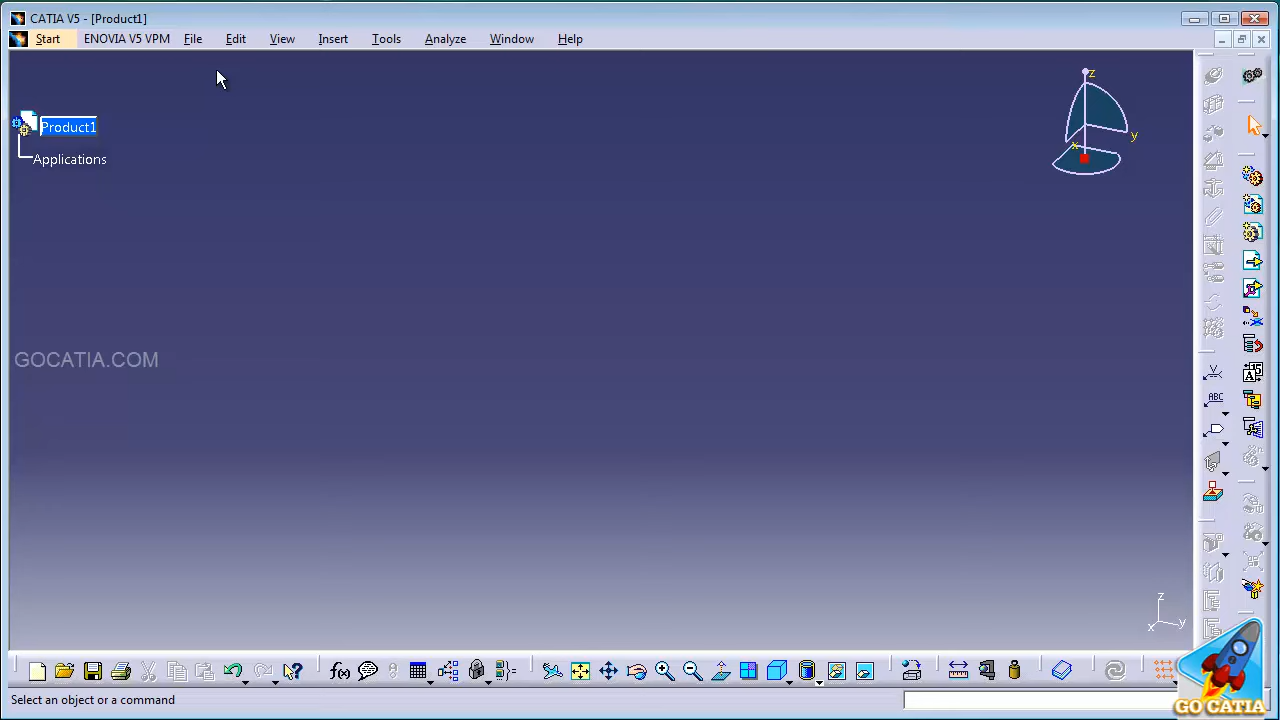 CATIA V5 - [Product1]
Start ENOVIA V5 VPM File Edit View Insert Tools Analyze Window Help
z
y
x
Product1
Applications
GOCATIA.COM
ABC
z
x
y
f(x)
Select an object or a command
GO CATIA